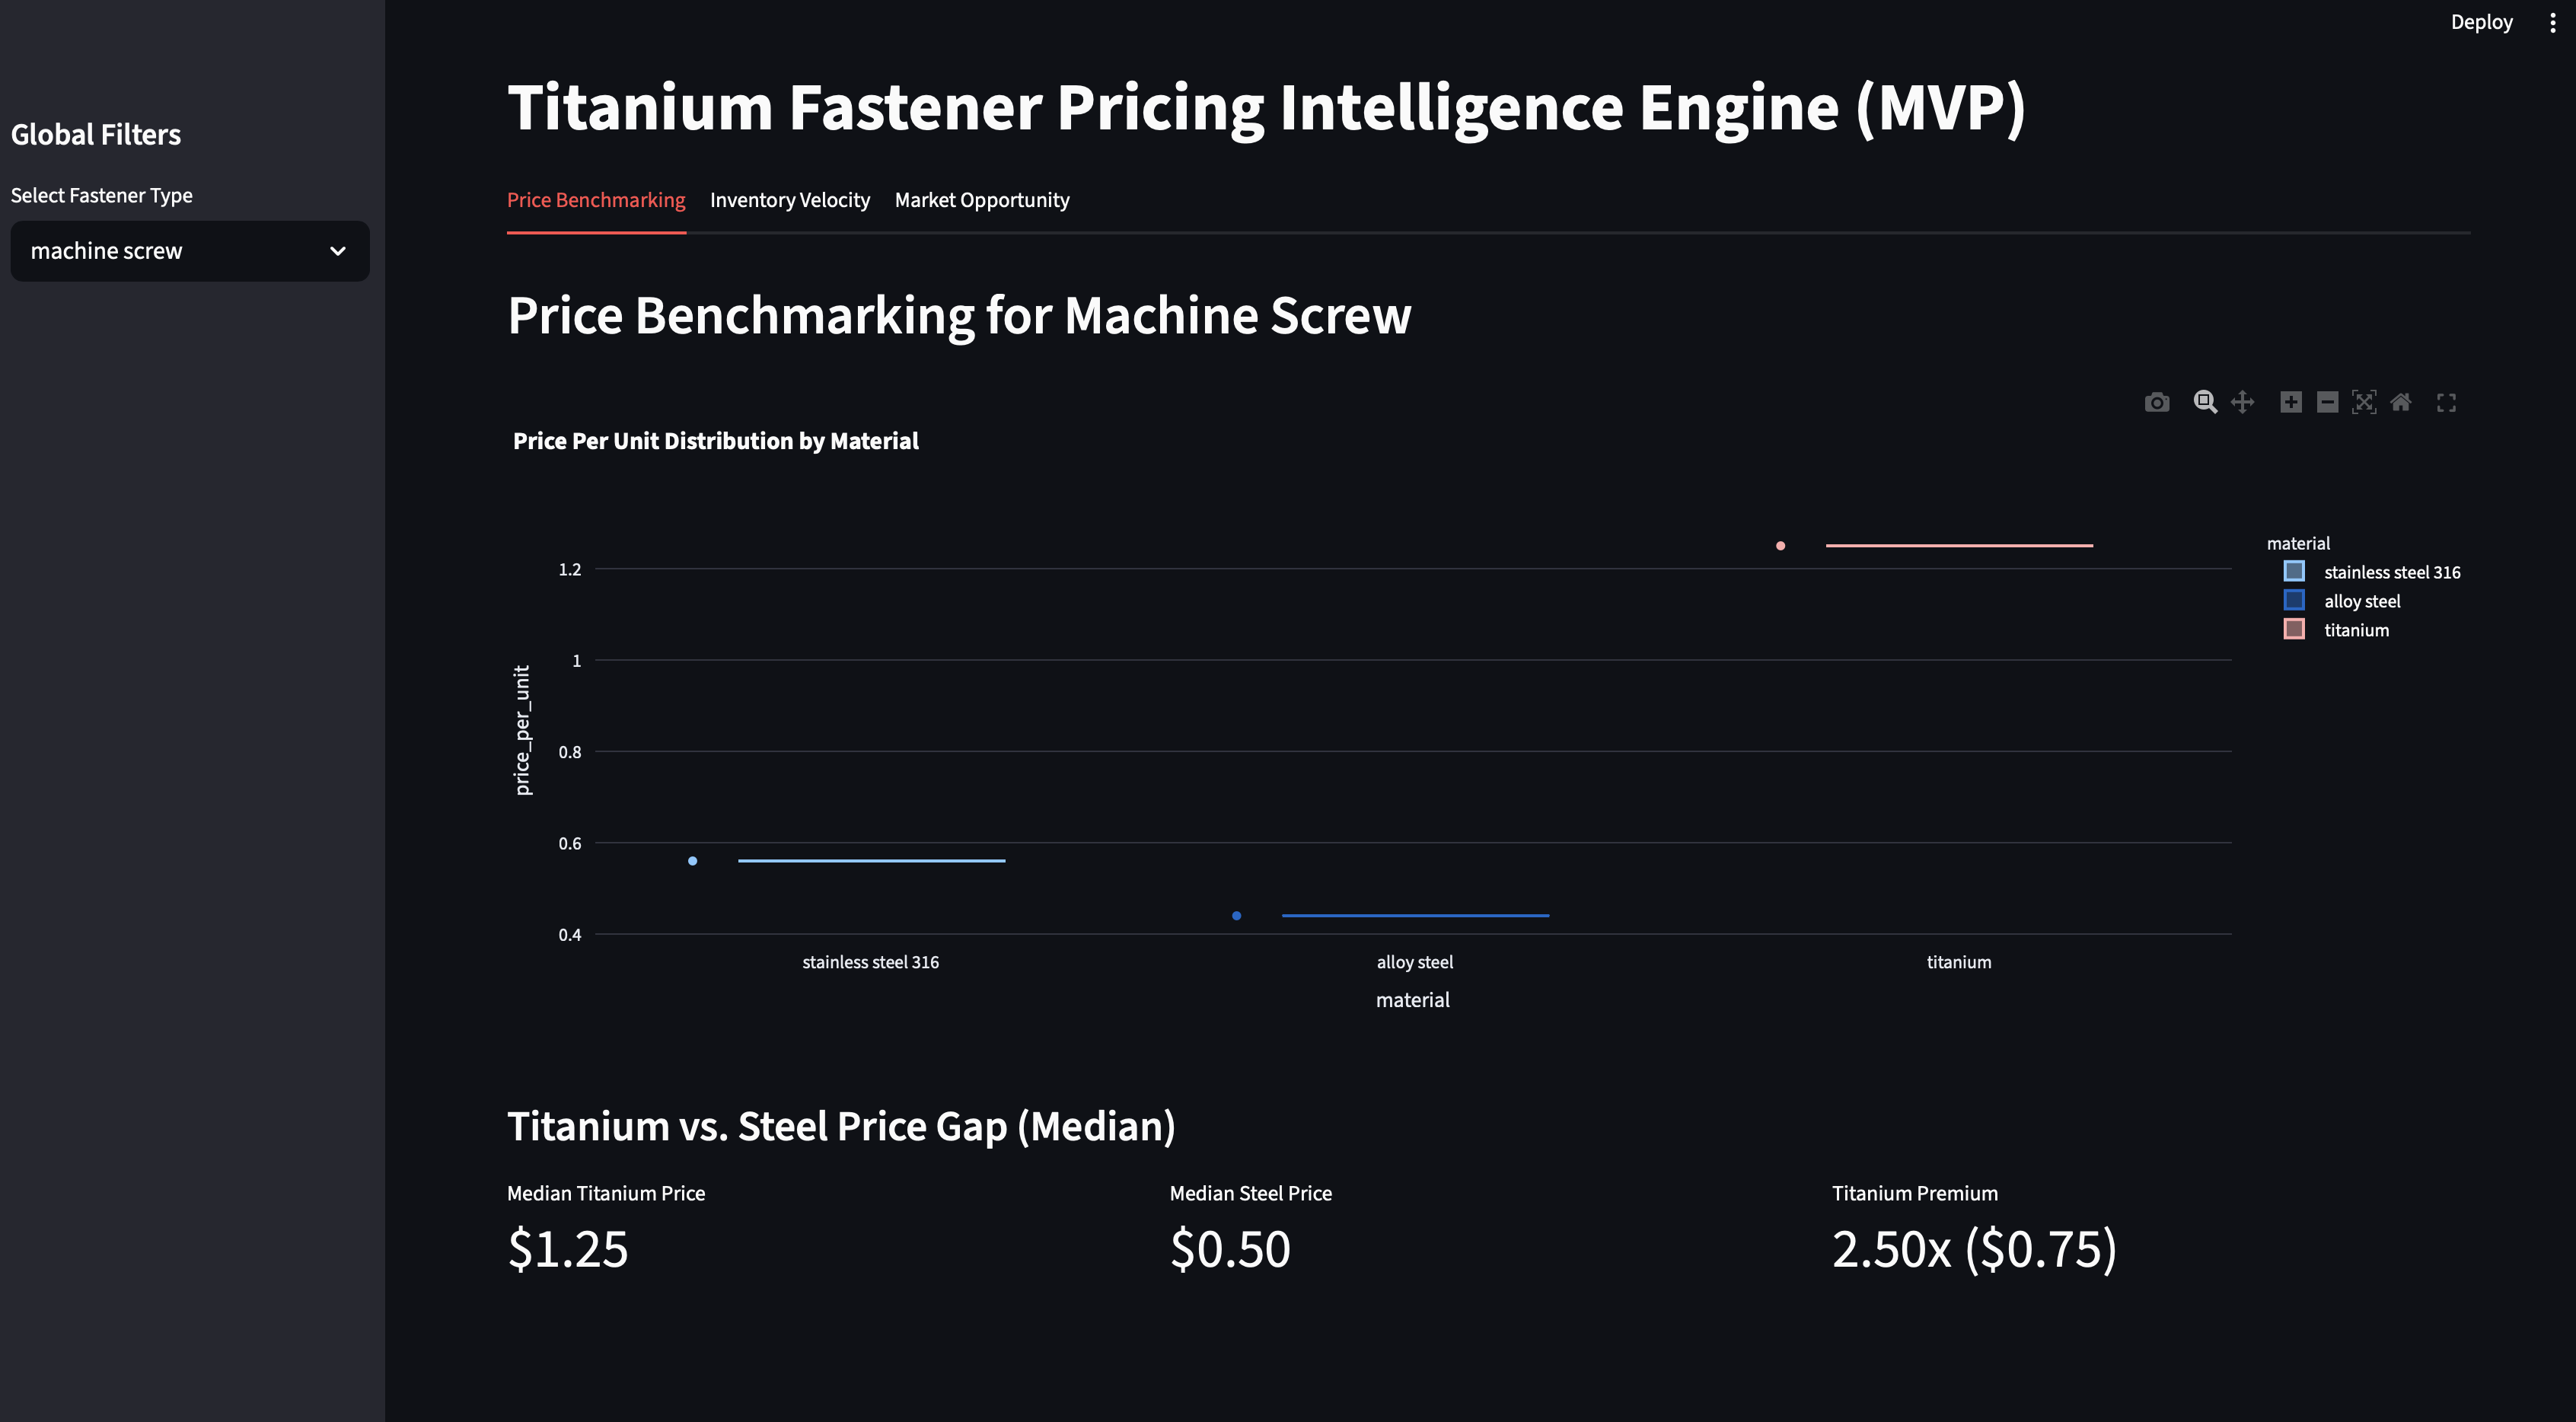 Deploy
Global Filters
Select Fastener Type
machine screw
Titanium Fastener Pricing Intelligence Engine (MVP)
Price Benchmarking Inventory Velocity Market Opportunity
Price Benchmarking for Machine Screw
Price Per Unit Distribution by Material
price_per_unit
1.2
1
0.8
0.6
0.4
stainless steel 316 alloy steel titanium
material
material
stainless steel 316
alloy steel
titanium
Titanium vs. Steel Price Gap (Median)
Median Titanium Price
$1.25
Median Steel Price
$0.50
Titanium Premium
2.50x ($0.75)